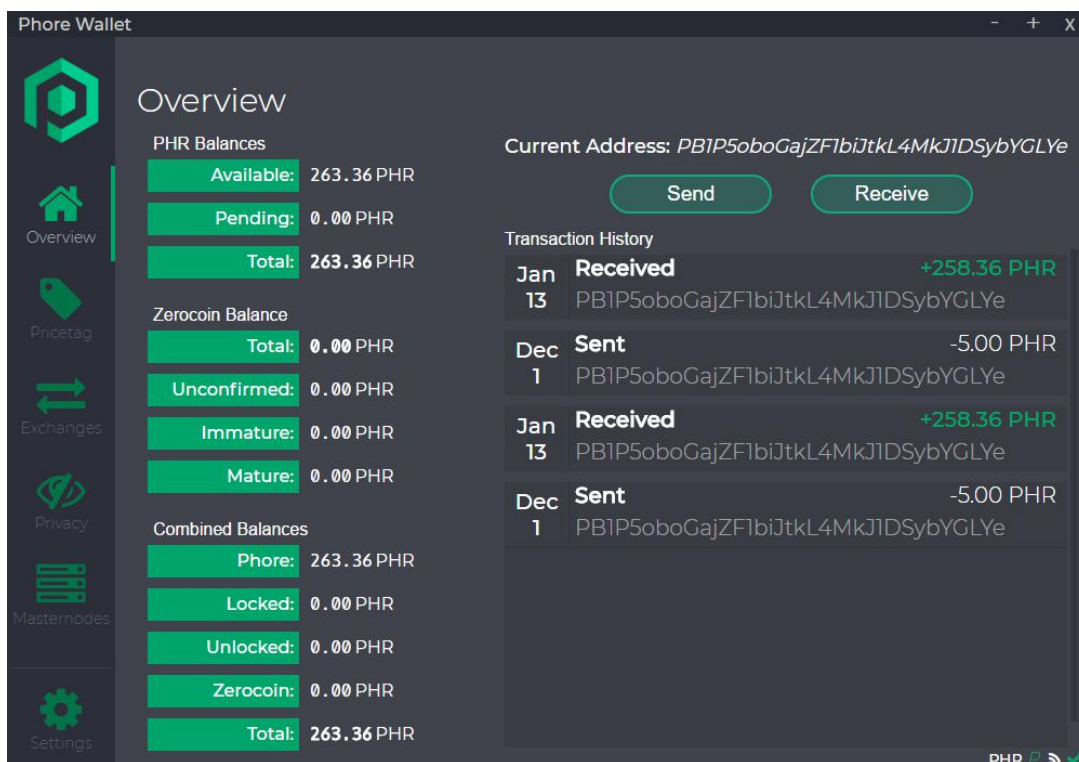 Phore Wallet - + x
Overview
Pricetag
Exchanges
Privacy
Masternodes
Settings
Overview
PHR Balances
Available: 263.36 PHR
Pending: 0.00 PHR
Total: 263.36 PHR
Zerocoin Balance
Total: 0.00 PHR
Unconfirmed: 0.00 PHR
Immature: 0.00 PHR
Mature: 0.00 PHR
Combined Balances
Phore: 263.36 PHR
Locked: 0.00 PHR
Unlocked: 0.00 PHR
Zerocoin: 0.00 PHR
Total: 263.36 PHR
Current Address: PB1P5oboGajZF1biJtkL4MkJ1DSybYGLYe
Send Receive
Transaction History
Jan 13 Received +258.36 PHR
PB1P5oboGajZF1biJtkL4MkJ1DSybYGLYe
Dec 1 Sent -5.00 PHR
PB1P5oboGajZF1biJtkL4MkJ1DSybYGLYe
Jan 13 Received +258.36 PHR
PB1P5oboGajZF1biJtkL4MkJ1DSybYGLYe
Dec 1 Sent -5.00 PHR
PB1P5oboGajZF1biJtkL4MkJ1DSybYGLYe
PHR